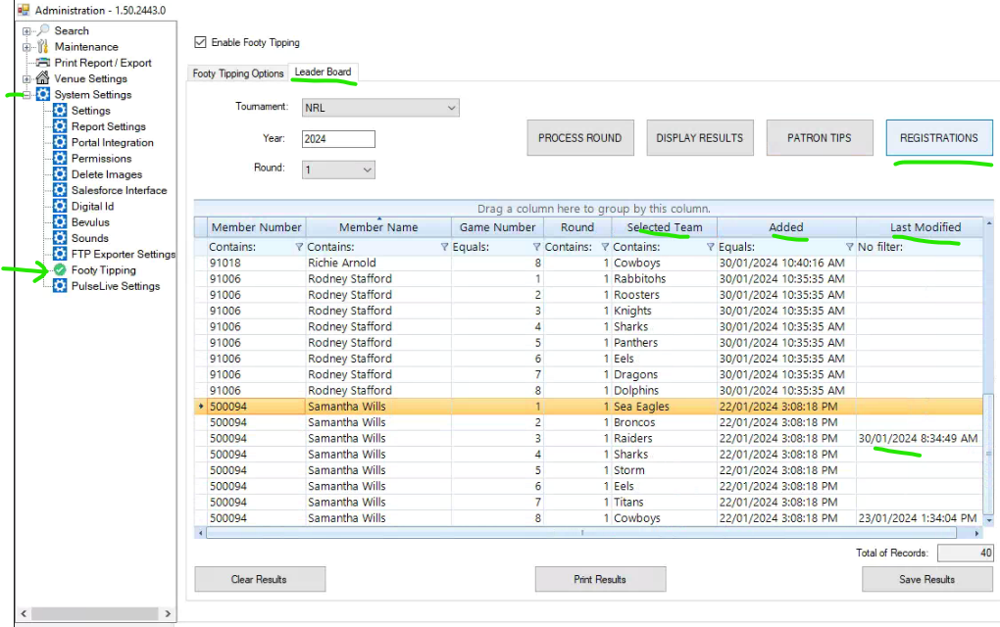 Administration - 1.50.2443.0
Search
Maintenance
Print Report / Export
Venue Settings
System Settings
Settings
Report Settings
Portal Integration
Permissions
Delete Images
Salesforce Interface
Digital Id
Bevulus
Sounds
FTP Exporter Settings
Footy Tipping
PulseLive Settings
Enable Footy Tipping
Footy Tipping Options Leader Board
Tournament: NRL
Year: 2024
Round: 1
PROCESS ROUND DISPLAY RESULTS PATRON TIPS REGISTRATIONS
Drag a column here to group by this column.
Member Number Member Name Game Number Round Selected Team Added Last Modified
Contains: Contains: Equals: Contains: Contains: Equals: No filter:
91018 Richie Arnold 8 1 Cowboys 30/01/2024 10:40:16 AM
91006 Rodney Stafford 1 1 Rabbitohs 30/01/2024 10:35:35 AM
91006 Rodney Stafford 2 1 Roosters 30/01/2024 10:35:35 AM
91006 Rodney Stafford 3 1 Knights 30/01/2024 10:35:35 AM
91006 Rodney Stafford 4 1 Sharks 30/01/2024 10:35:35 AM
91006 Rodney Stafford 5 1 Panthers 30/01/2024 10:35:35 AM
91006 Rodney Stafford 6 1 Eels 30/01/2024 10:35:35 AM
91006 Rodney Stafford 7 1 Dragons 30/01/2024 10:35:35 AM
91006 Rodney Stafford 8 1 Dolphins 30/01/2024 10:35:35 AM
500094 Samantha Wills 1 1 Sea Eagles 22/01/2024 3:08:18 PM
500094 Samantha Wills 2 1 Broncos 22/01/2024 3:08:18 PM
500094 Samantha Wills 3 1 Raiders 22/01/2024 3:08:18 PM 30/01/2024 8:34:49 AM
500094 Samantha Wills 4 1 Sharks 22/01/2024 3:08:18 PM
500094 Samantha Wills 5 1 Storm 22/01/2024 3:08:18 PM
500094 Samantha Wills 6 1 Eels 22/01/2024 3:08:18 PM
500094 Samantha Wills 7 1 Titans 22/01/2024 3:08:18 PM
500094 Samantha Wills 8 1 Cowboys 22/01/2024 3:08:18 PM 23/01/2024 1:34:04 PM
Total of Records: 40
Clear Results Print Results Save Results